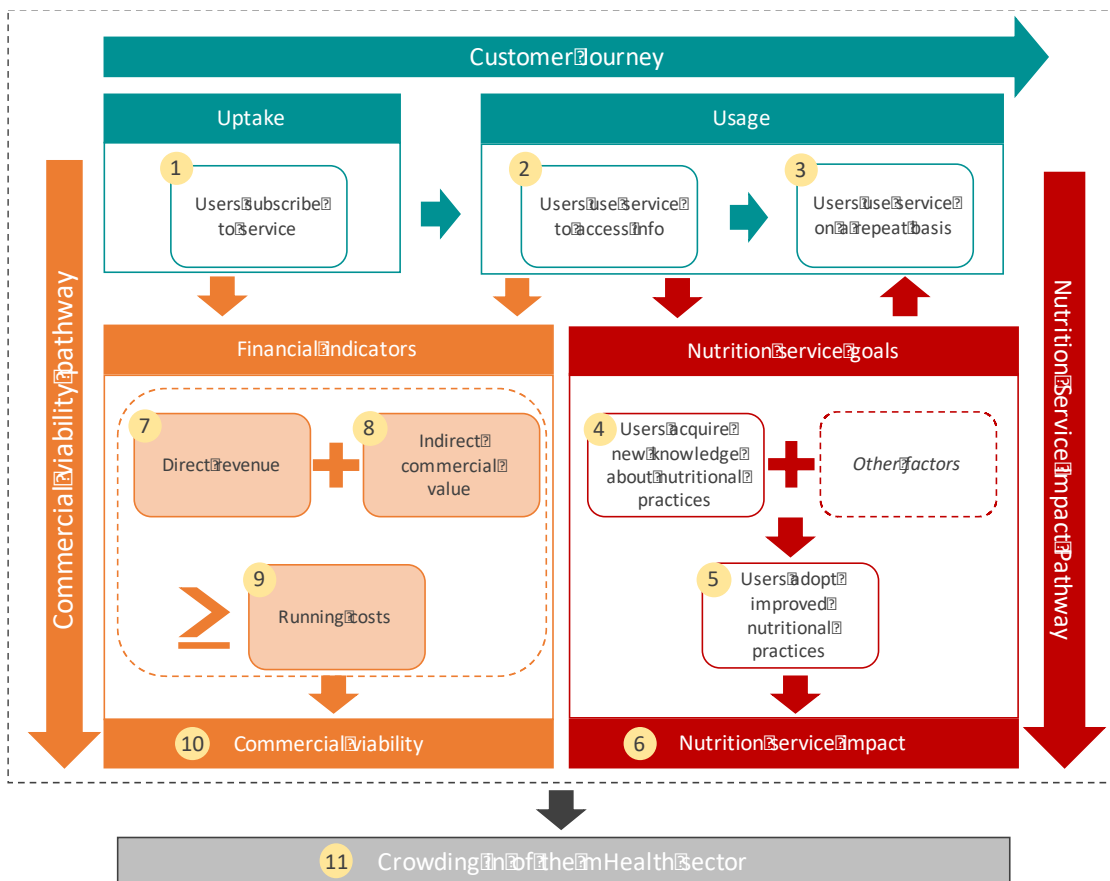 Customer Journey
Uptake
Usage
1
Users subscribe
to service
2
Users use service
to access info
3
Users use service
on a repeat basis
Commercial viability pathway
Nutrition Service Impact Pathway
Financial indicators
Nutrition service goals
7
Direct revenue
8
Indirect
commercial
value
4
Users acquire
new knowledge
about nutritional
practices
Other factors
9
Running costs
≥
5
Users adopt
improved
nutritional
practices
10
Commercial viability
6
Nutrition service impact
11
Crowding in of the mHealth sector